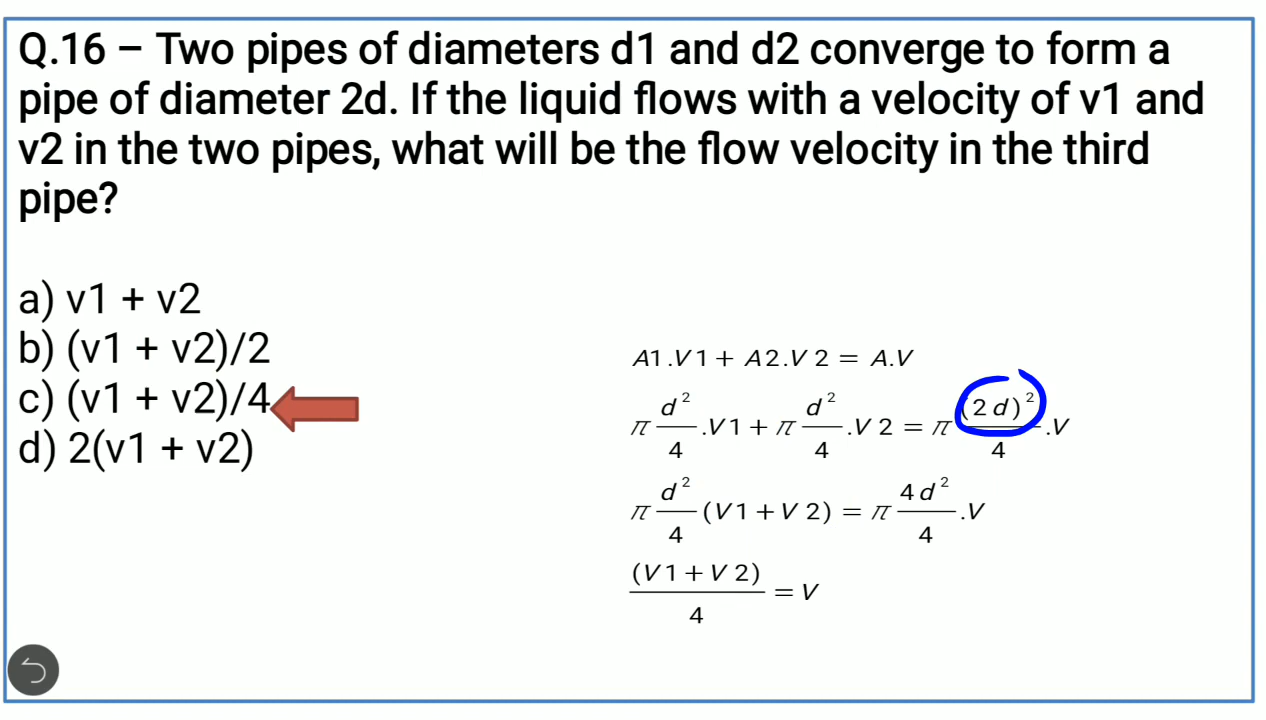 Q.16 – Two pipes of diameters d1 and d2 converge to form a
pipe of diameter 2d. If the liquid flows with a velocity of v1 and
v2 in the two pipes, what will be the flow velocity in the third
pipe?
a) v1 + v2
b) (v1 + v2)/2
c) (v1 + v2)/4
d) 2(v1 + v2)
A1.V1 + A2.V2 = A.V
π d²/4 .V1 + π d²/4 .V2 = π (2d)²/4 .V
π d²/4 (V1+V2) = π 4d²/4 .V
(V1+V2)/4 = V